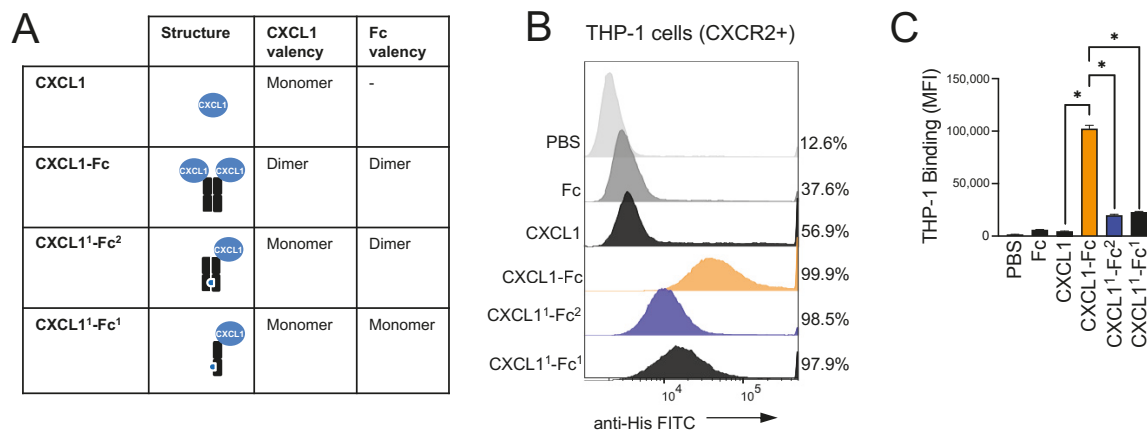 A
Structure
CXCL1
valency
Fc
valency
CXCL1
CXCL1
Monomer
-
CXCL1-Fc
CXCL1 CXCL1
Dimer
Dimer
CXCL1¹-Fc²
CXCL1
Monomer
Dimer
CXCL1¹-Fc¹
CXCL1
Monomer
Monomer
B
THP-1 cells (CXCR2+)
PBS
12.6%
Fc
37.6%
CXCL1
56.9%
CXCL1-Fc
99.9%
CXCL1¹-Fc²
98.5%
CXCL1¹-Fc¹
97.9%
10⁴ 10⁵
anti-His FITC
C
THP-1 Binding (MFI)
150,000
100,000
50,000
0
*
*
*
PBS
Fc
CXCL1
CXCL1-Fc
CXCL1¹-Fc²
CXCL1¹-Fc¹